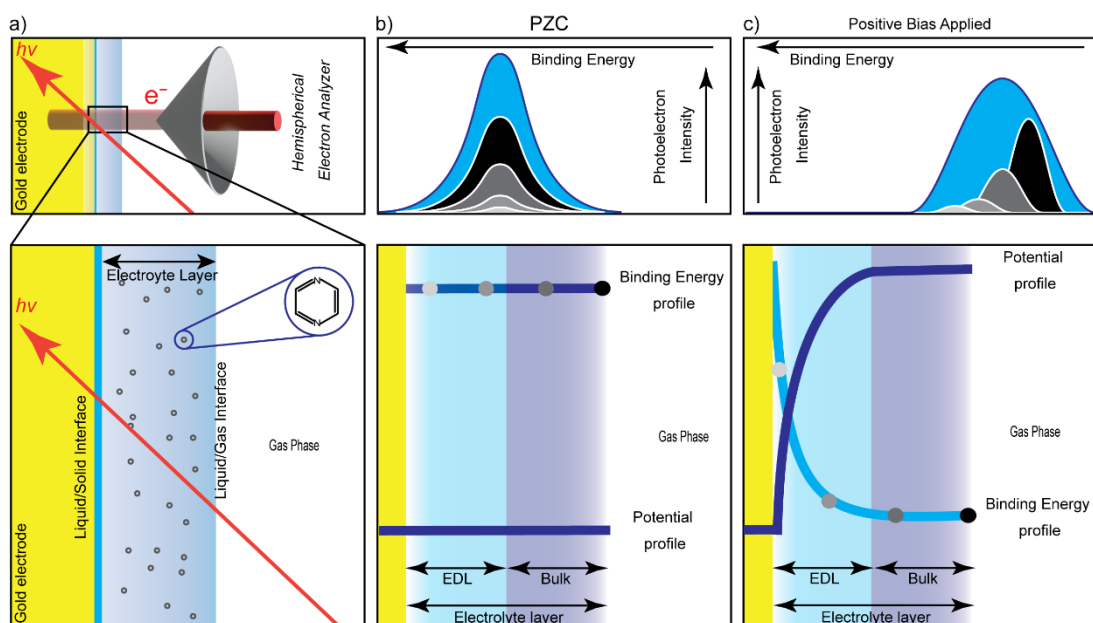 a)
hν
e⁻
Gold electrode
Hemispherical
Electron Analyzer
Electroyte Layer
N
N
hν
Liquid/Solid Interface
Liquid/Gas Interface
Gas Phase
Gold electrode
b)
PZC
Binding Energy
Photoelectron
Intensity
Binding Energy
profile
Gas Phase
Potential
profile
EDL
Bulk
Electrolyte layer
c)
Positive Bias Applied
Binding Energy
Photoelectron
Intensity
Potential
profile
Gas Phase
Binding Energy
profile
EDL
Bulk
Electrolyte layer